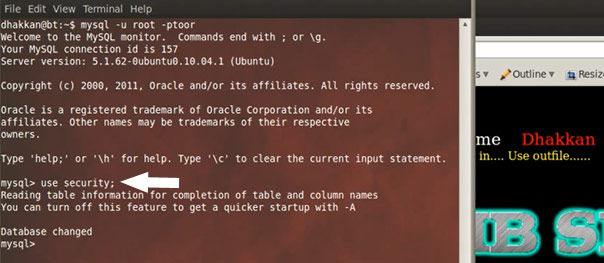 File Edit View Terminal Help
dhakkan@bt:~$ mysql -u root -ptoor
Welcome to the MySQL monitor.  Commands end with ; or \g.
Your MySQL connection id is 157
Server version: 5.1.62-0ubuntu0.10.04.1 (Ubuntu)
Copyright (c) 2000, 2011, Oracle and/or its affiliates. All rights reserved.
Oracle is a registered trademark of Oracle Corporation and/or its
affiliates. Other names may be trademarks of their respective
owners.
Type 'help;' or '\h' for help. Type '\c' to clear the current input statement.
mysql> use security;
Reading table information for completion of table and column names
You can turn off this feature to get a quicker startup with -A
Database changed
mysql>
Outline
Dhakkan
in.... Use outfile......